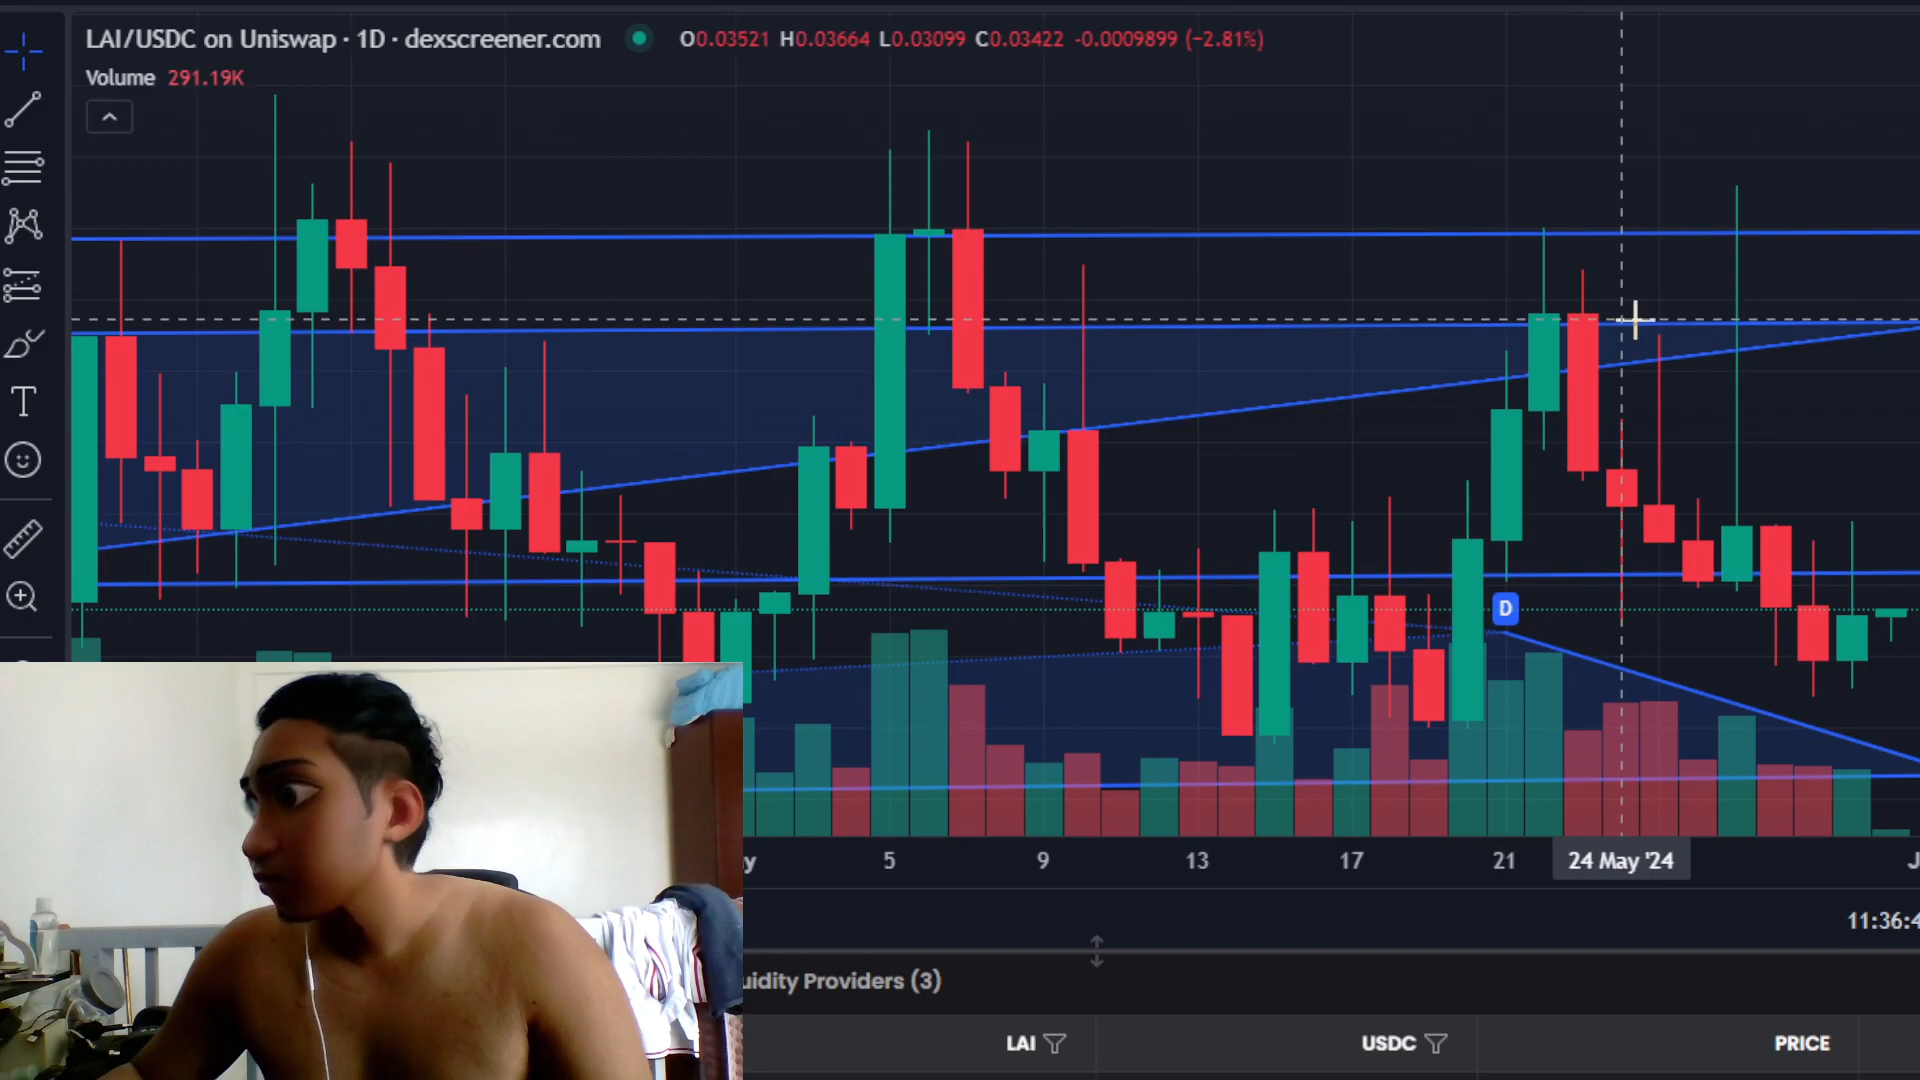 LAI/USDC on Uniswap · 1D · dexscreener.com O0.03521 H0.03664 L0.03099 C0.03422 -0.0009899 (−2.81%)
Volume 291.19K
T
D
y 5 9 13 17 21 24 May '24 J
11:36:4
uidity Providers (3)
LAI USDC PRICE